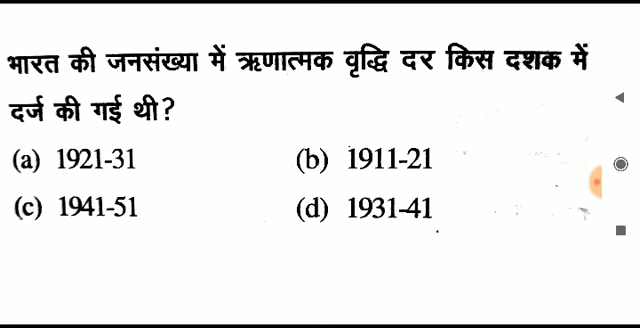 भारत की जनसंख्या में ऋणात्मक वृद्धि दर किस दशक में
दर्ज की गई थी?
(a) 1921-31 (b) 1911-21
(c) 1941-51 (d) 1931-41